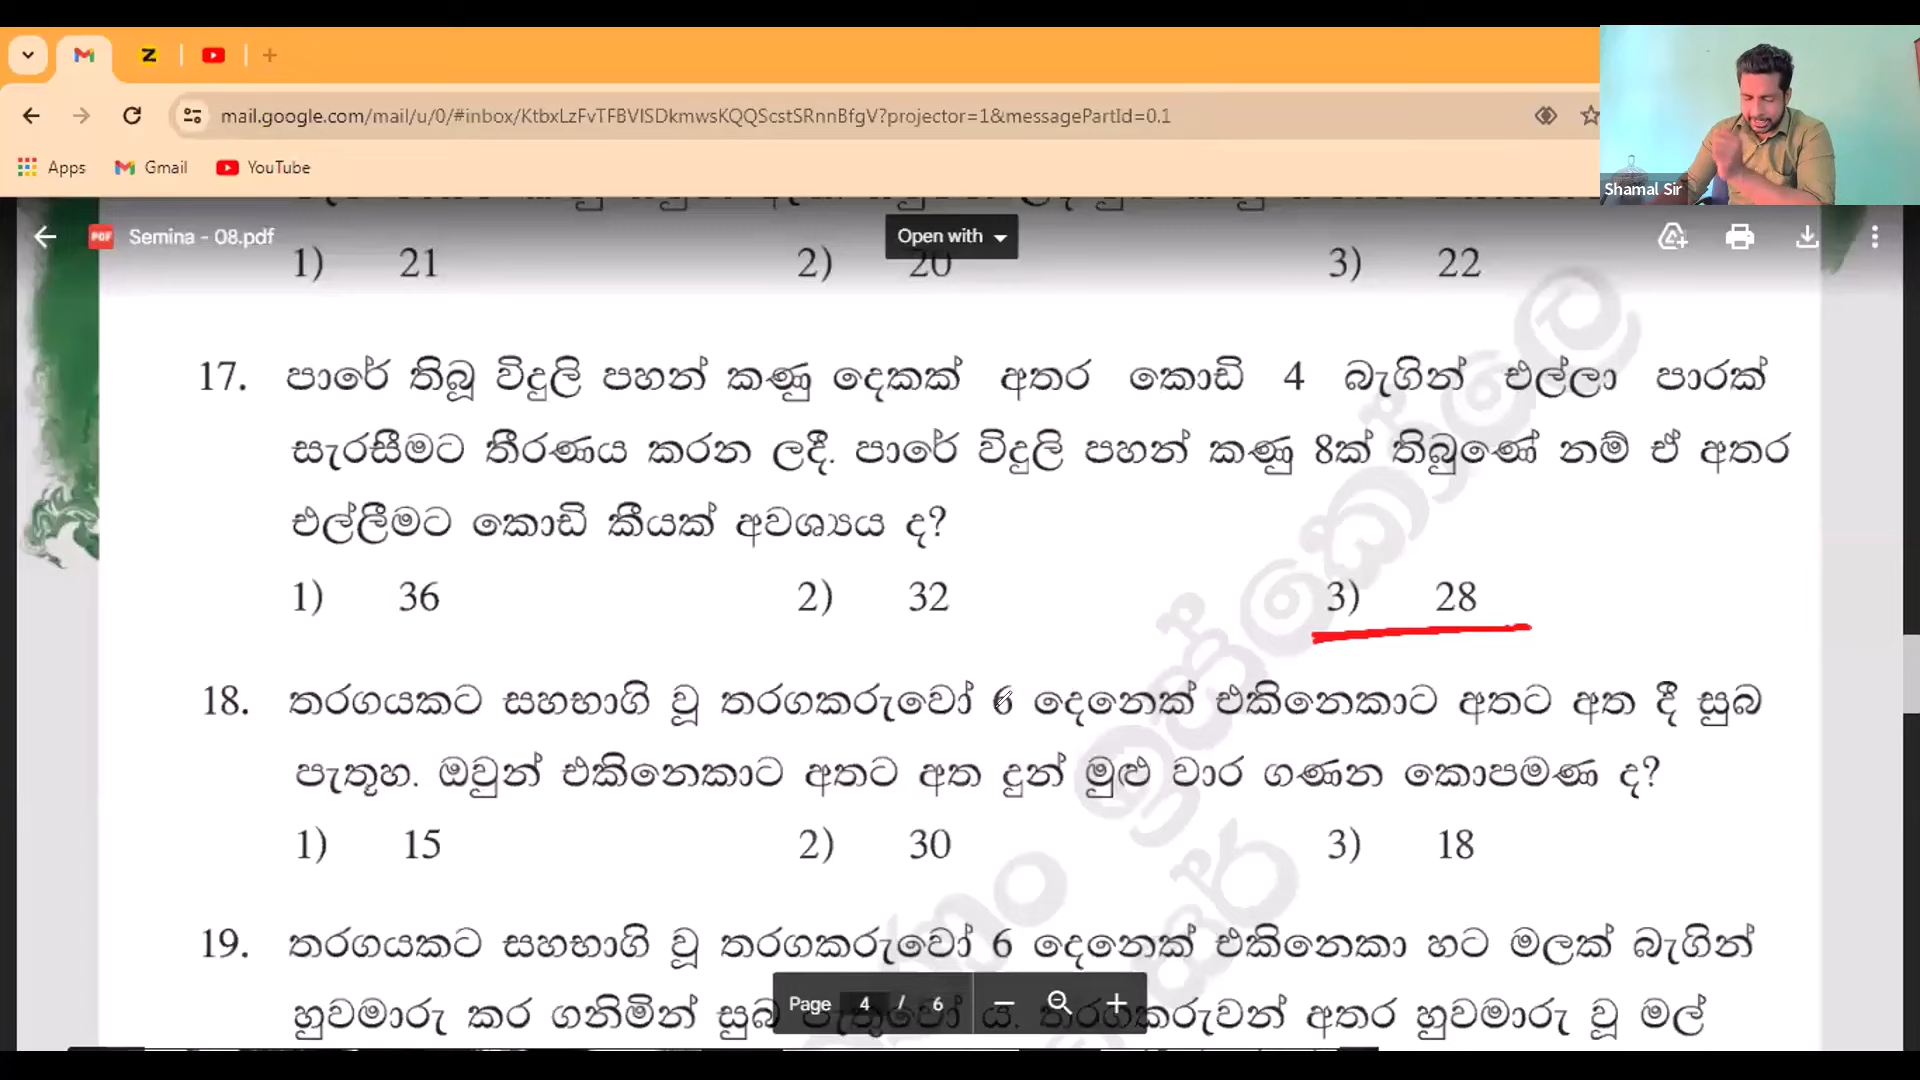 mail.google.com/mail/u/0/#inbox/KtbxLzFvTFBVlSDkmwsKQQScstSRnnBfgV?projector=1&messagePartId=0.1
Apps Gmail YouTube
Shamal Sir
PDF Semina - 08.pdf Open with
1) 21 2) 20 3) 22
17. පාරේ තිබූ විදුලි පහන් කණු දෙකක් අතර කොඩි 4 බැගින් එල්ලා පාරක්
සැරසීමට තීරණය කරන ලදී. පාරේ විදුලි පහන් කණු 8ක් තිබුණේ නම් ඒ අතර
එල්ලීමට කොඩි කීයක් අවශ්‍යය ද?
1) 36 2) 32 3) 28
18. තරගයකට සහභාගි වූ තරගකරුවෝ 6 දෙනෙක් එකිනෙකාට අතට අත දී සුබ
පැතූහ. ඔවුන් එකිනෙකාට අතට අත දුන් මුළු වාර ගණන කොපමණ ද?
1) 15 2) 30 3) 18
19. තරගයකට සහභාගි වූ තරගකරුවෝ 6 දෙනෙක් එකිනෙකා හට මලක් බැගින්
හුවමාරු කර ගනිමින් සුබ පැතුවෝ ය. තරගකරුවන් අතර හුවමාරු වූ මල්
Page 4 / 6